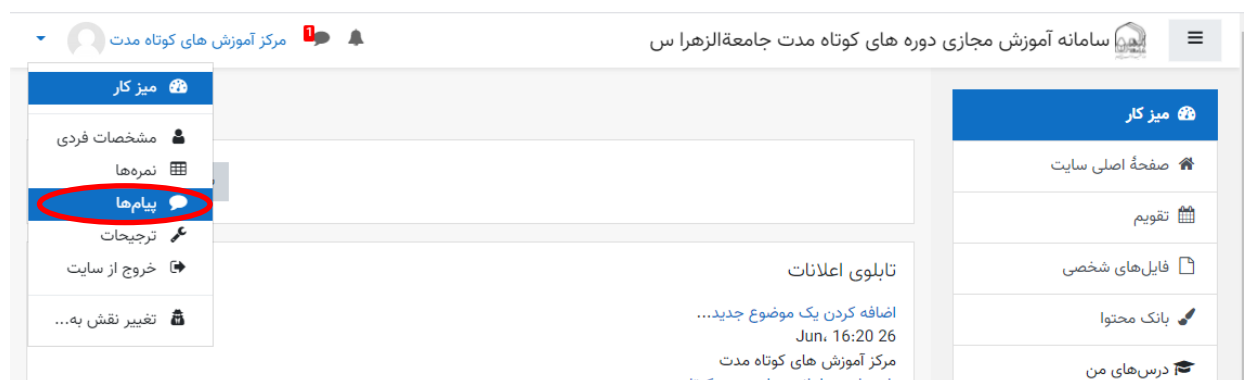 سامانه آموزش مجازی دوره های کوتاه مدت جامعةالزهرا س
1
مرکز آموزش های کوتاه مدت
میز کار
مشخصات فردی
نمره‌ها
پیام‌ها
ترجیحات
خروج از سایت
تغییر نقش به...
میز کار
صفحهٔ اصلی سایت
تقویم
فایل‌های شخصی
بانک محتوا
درس‌های من
تابلوی اعلانات
اضافه کردن یک موضوع جدید...
26 Jun، 16:20
مرکز آموزش های کوتاه مدت